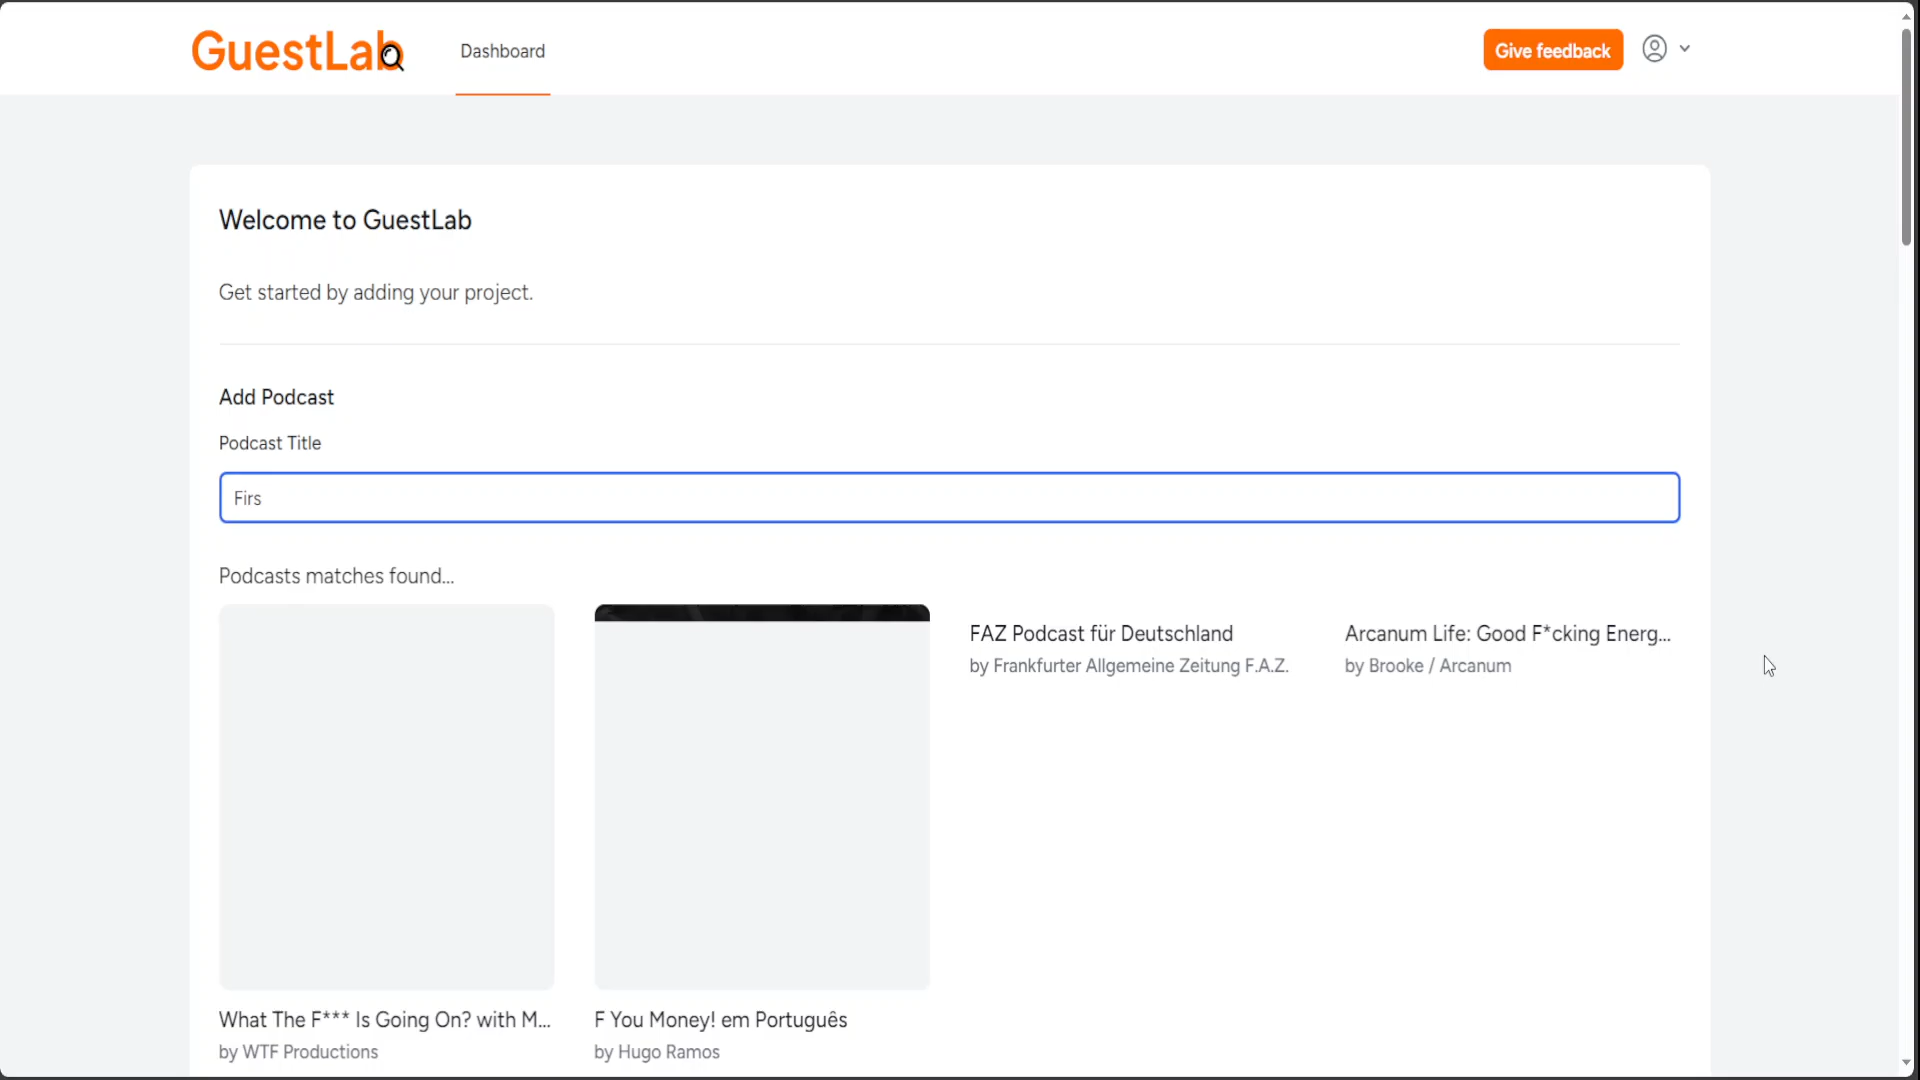 GuestLab
Dashboard
Give feedback
Welcome to GuestLab
Get started by adding your project.
Add Podcast
Podcast Title
Firs
Podcasts matches found...
FAZ Podcast für Deutschland
by Frankfurter Allgemeine Zeitung F.A.Z.
Arcanum Life: Good F*cking Energ...
by Brooke / Arcanum
What The F*** Is Going On? with M...
by WTF Productions
F You Money! em Português
by Hugo Ramos